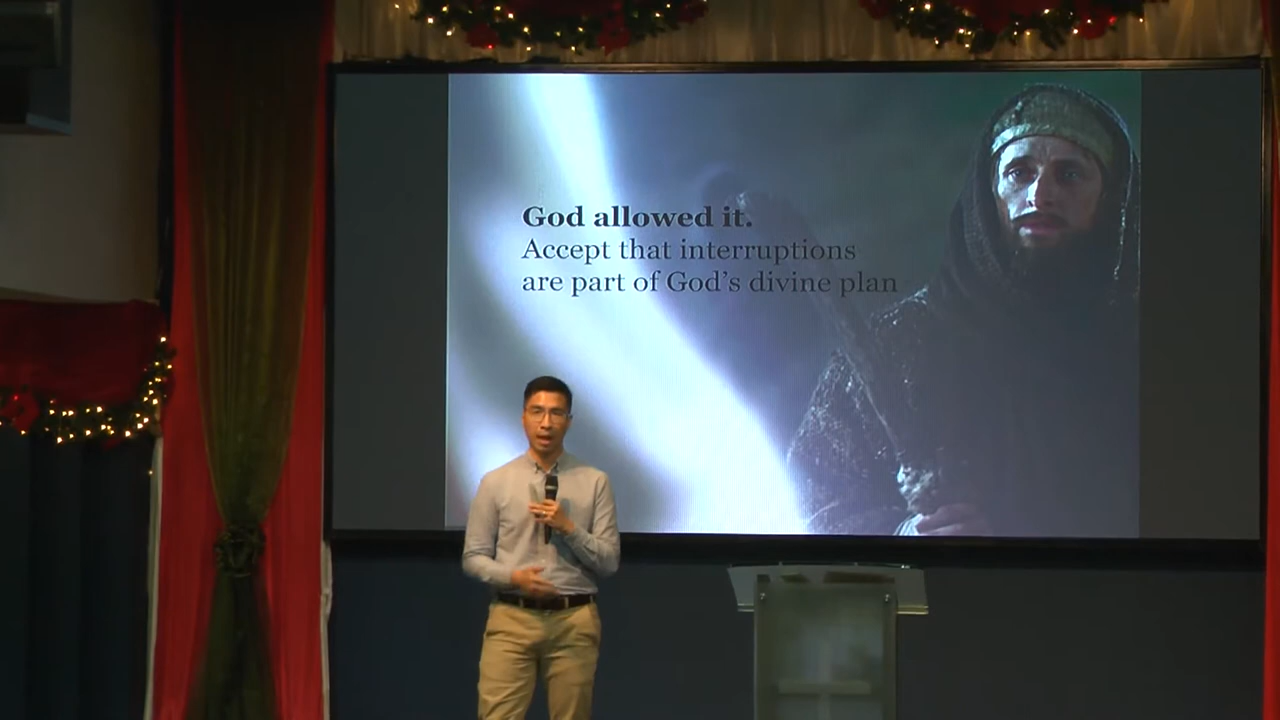 God allowed it.
Accept that interruptions
are part of God's divine plan